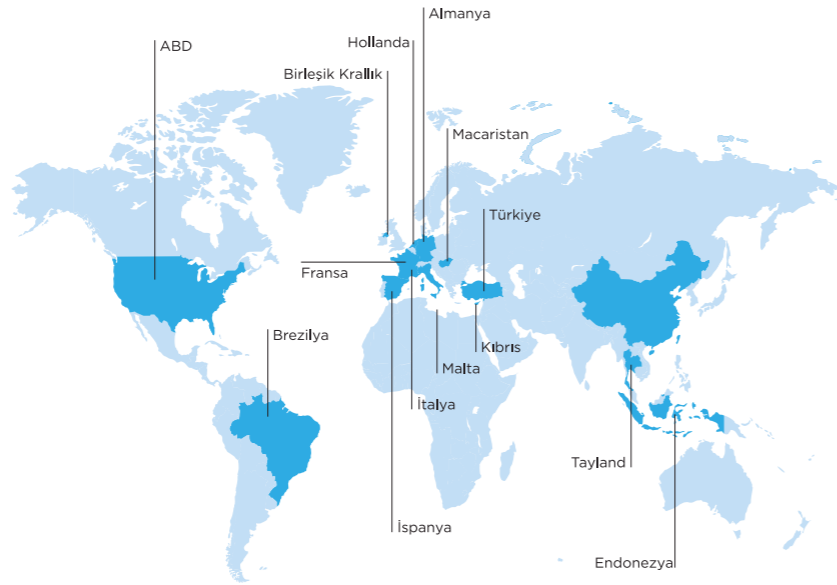 Almanya
ABD
Hollanda
Birleşik Krallık
Macaristan
Türkiye
Fransa
Brezilya
Kıbrıs
Malta
İtalya
Tayland
İspanya
Endonezya